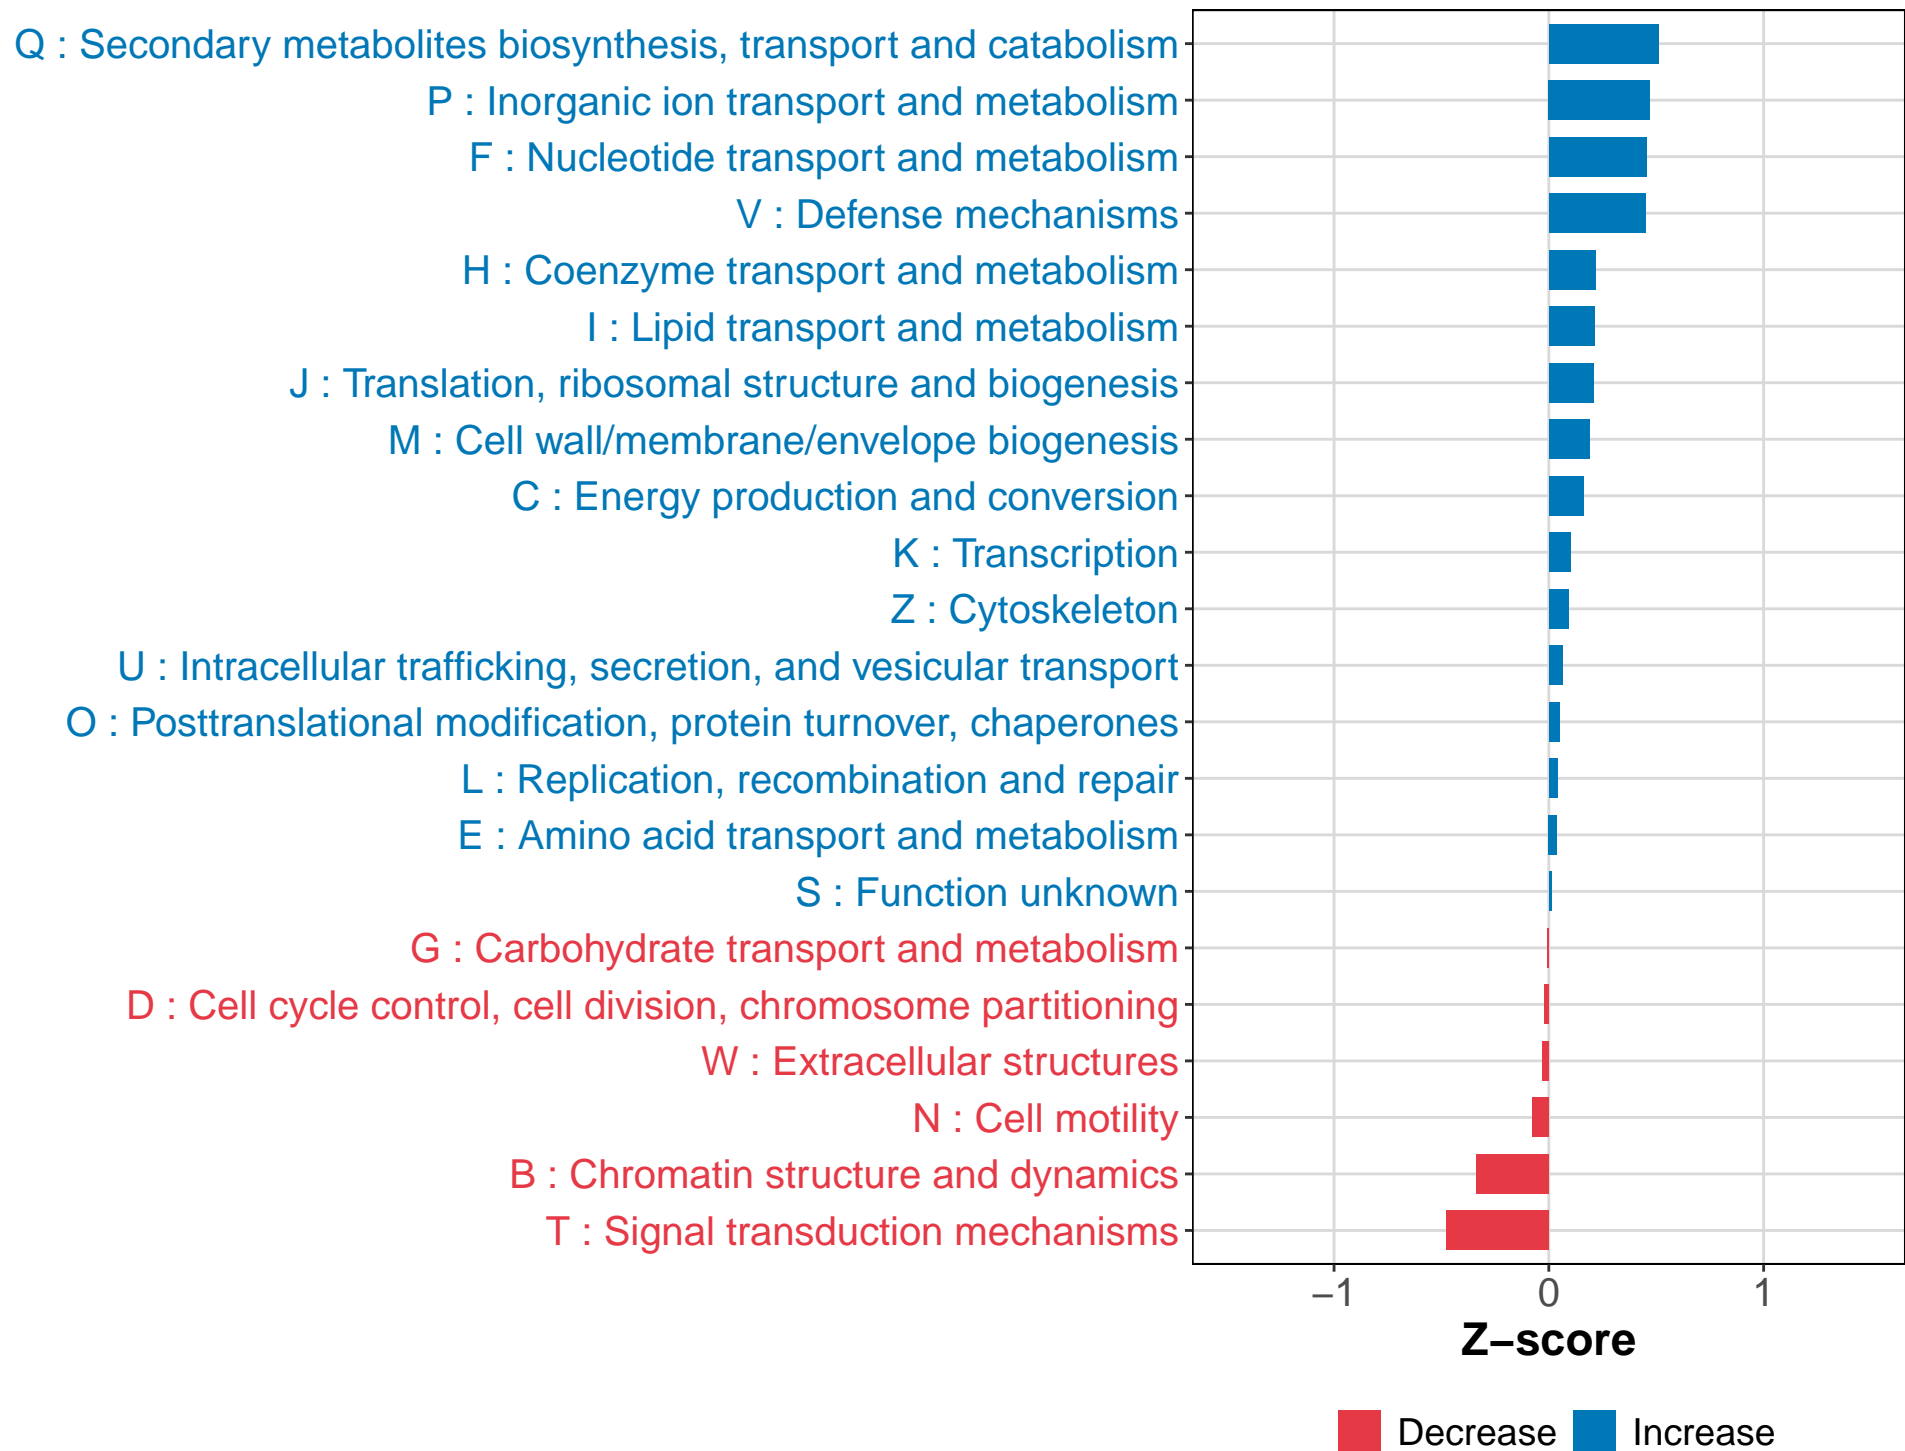 Q : Secondary metabolites biosynthesis, transport and catabolism
P : Inorganic ion transport and metabolism
F : Nucleotide transport and metabolism
V : Defense mechanisms
H : Coenzyme transport and metabolism
I : Lipid transport and metabolism
J : Translation, ribosomal structure and biogenesis
M : Cell wall/membrane/envelope biogenesis
C : Energy production and conversion
K : Transcription
Z : Cytoskeleton
U : Intracellular trafficking, secretion, and vesicular transport
O : Posttranslational modification, protein turnover, chaperones
L : Replication, recombination and repair
E : Amino acid transport and metabolism
S : Function unknown
G : Carbohydrate transport and metabolism
D : Cell cycle control, cell division, chromosome partitioning
W : Extracellular structures
N : Cell motility
B : Chromatin structure and dynamics
T : Signal transduction mechanisms
−1 0 1
Z−score
Decrease Increase